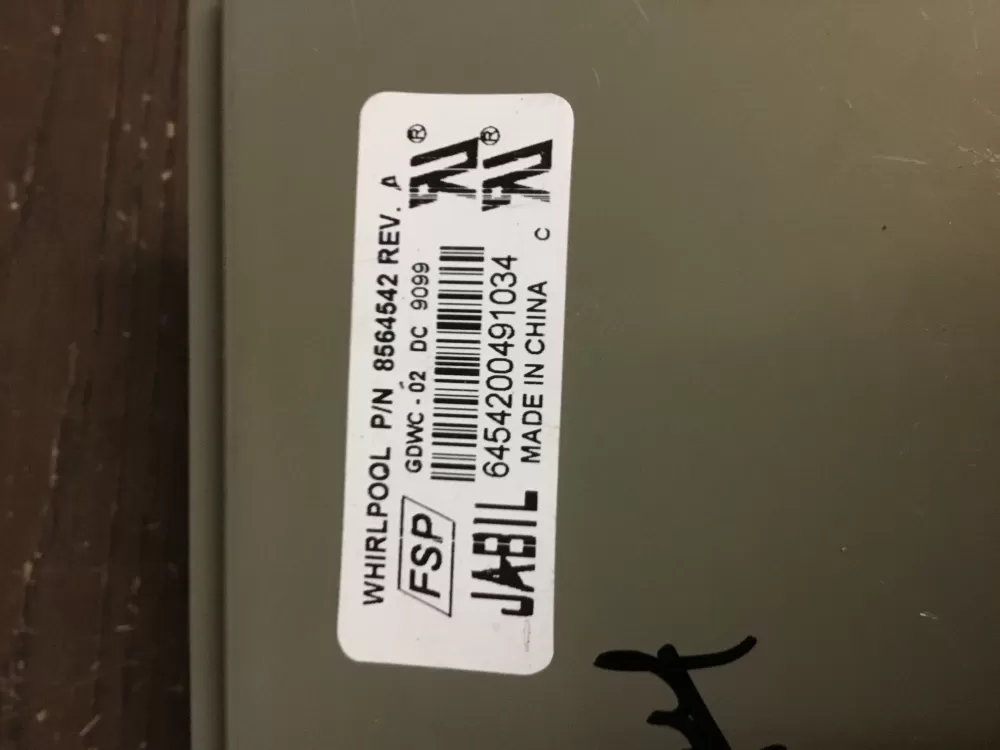 WHIRLPOOL P/N 8564542 REV. A
FSP
GDWC - 02 DC 9099
JABIL
6454200491034
MADE IN CHINA
C
®
®